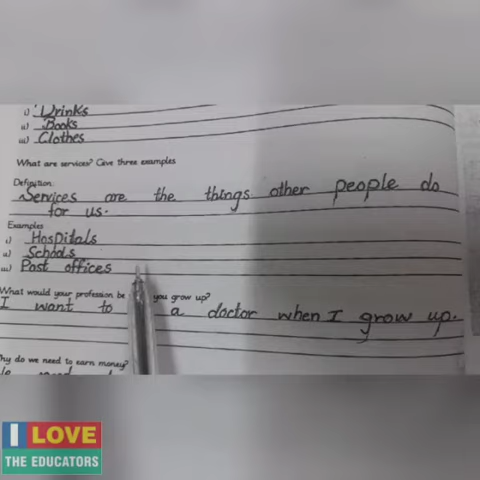 i) Drinks
ii) Books
iii) Clothes
What are services? Give three examples
Definition
Services are the things other people do
for us.
Examples
i) Hospitals
ii) Schools
iii) Post offices
What would your profession be you grow up?
I want to a doctor when I grow up.
hy do we need to earn money?
I LOVE
THE EDUCATORS